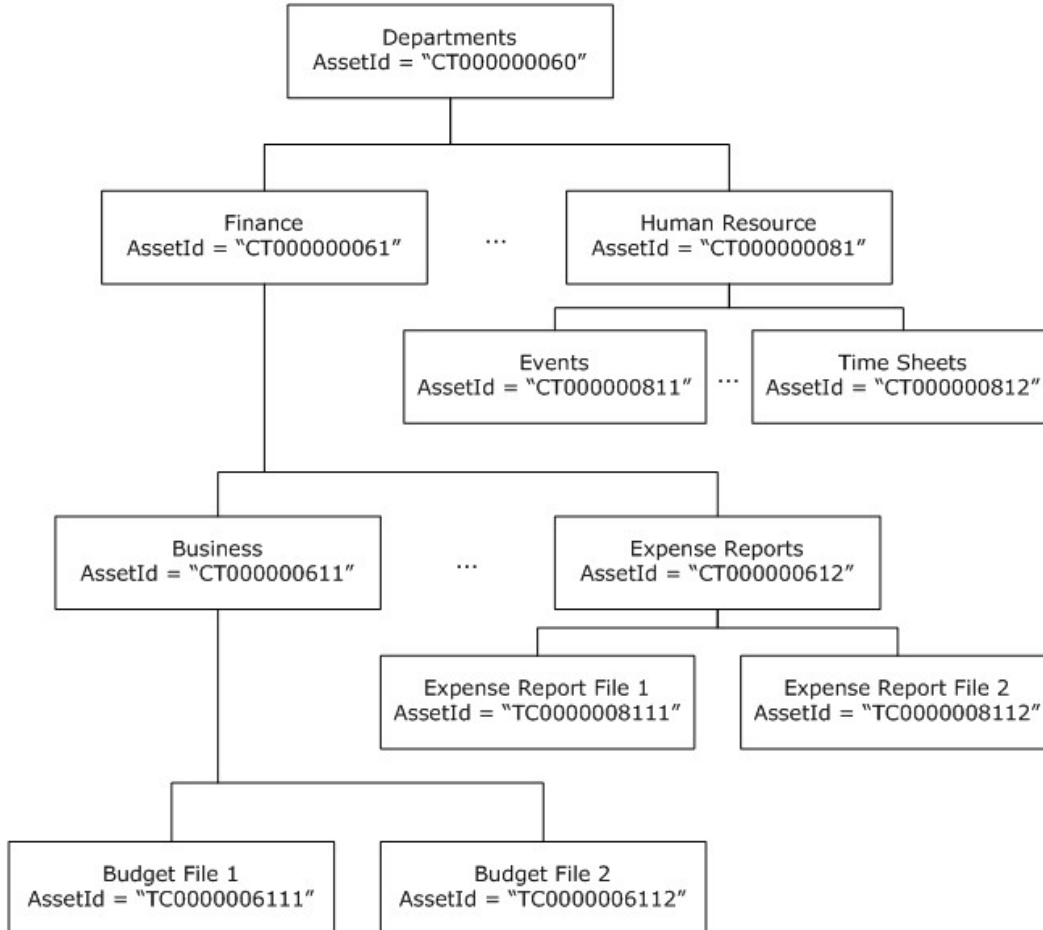 Departments
AssetId = “CT000000060”
Finance
AssetId = “CT000000061”
...
Human Resource
AssetId = “CT000000081”
Events
AssetId = “CT000000811”
...
Time Sheets
AssetId = “CT000000812”
Business
AssetId = “CT000000611”
...
Expense Reports
AssetId = “CT000000612”
Expense Report File 1
AssetId = “TC0000008111”
Expense Report File 2
AssetId = “TC0000008112”
Budget File 1
AssetId = “TC0000006111”
Budget File 2
AssetId = “TC0000006112”